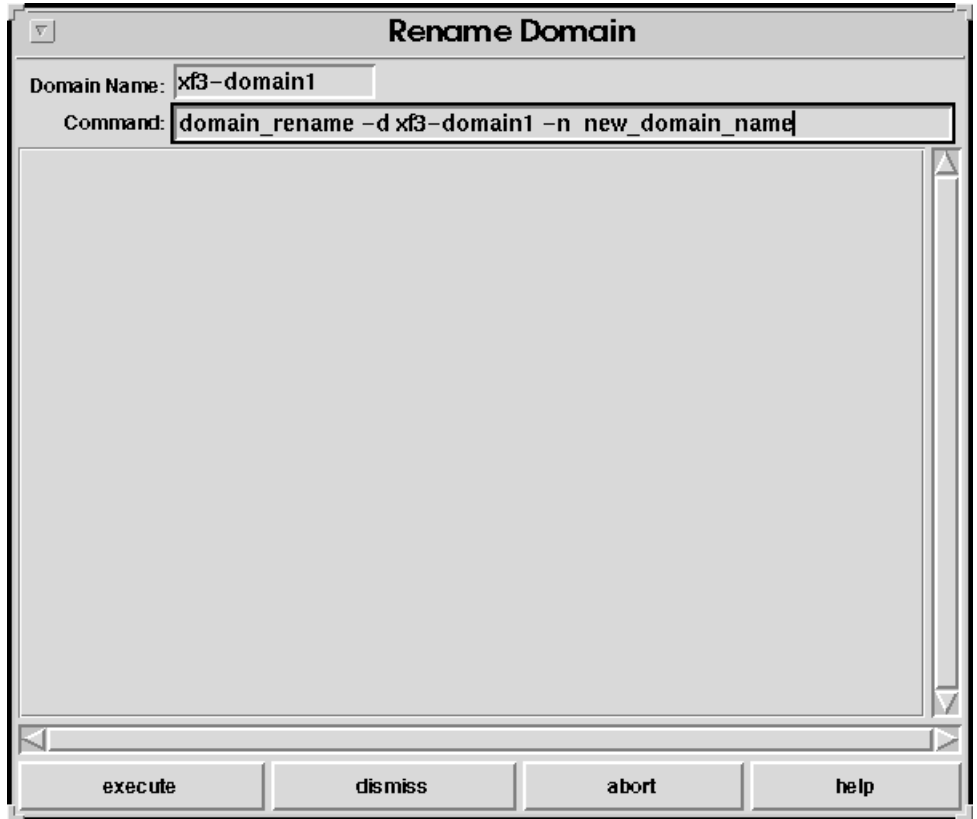 Rename Domain
Domain Name: xf3-domain1
Command: domain_rename -d xf3-domain1 -n  new_domain_name
execute dismiss abort help